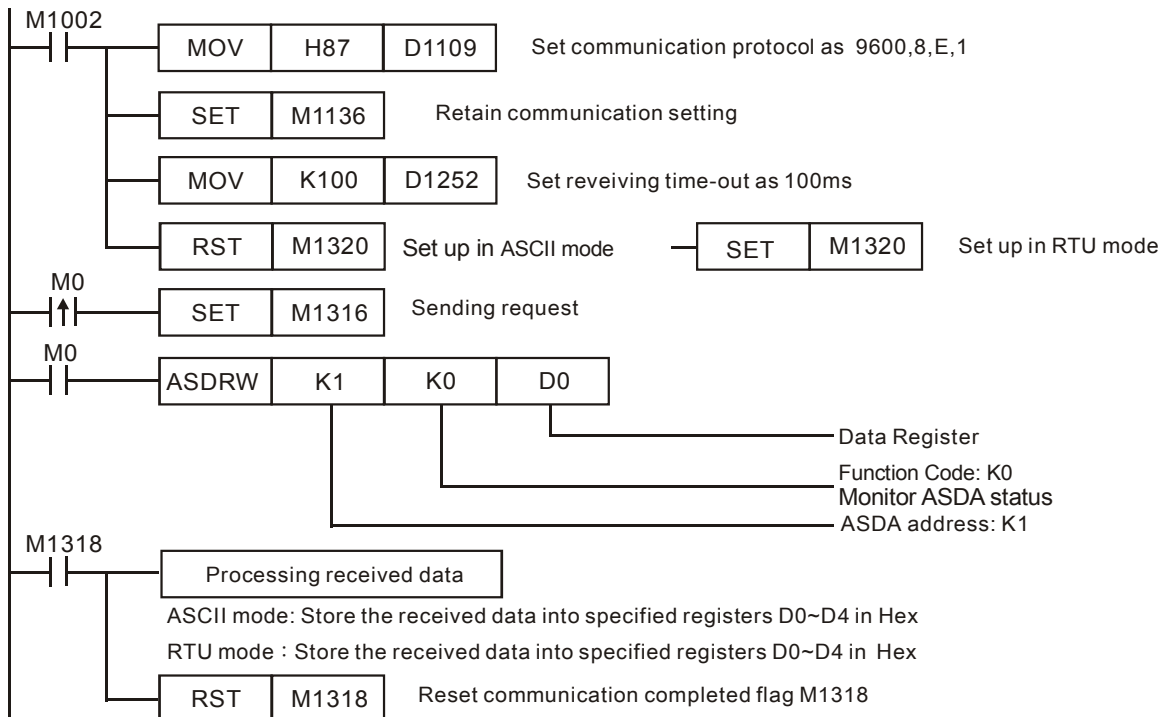 M1002
MOV H87 D1109 Set communication protocol as 9600,8,E,1
SET M1136 Retain communication setting
MOV K100 D1252 Set reveiving time-out as 100ms
RST M1320 Set up in ASCII mode SET M1320 Set up in RTU mode
M0
SET M1316 Sending request
M0
ASDRW K1 K0 D0
Data Register
Function Code: K0
Monitor ASDA status
ASDA address: K1
M1318
Processing received data
ASCII mode: Store the received data into specified registers D0~D4 in Hex
RTU mode：Store the received data into specified registers D0~D4 in Hex
RST M1318 Reset communication completed flag M1318